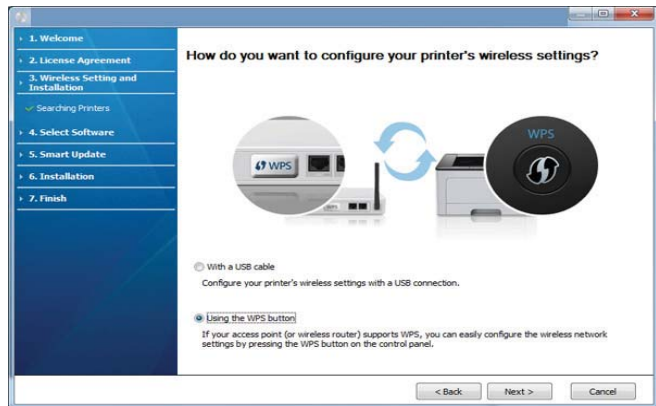 1. Welcome
2. License Agreement
3. Wireless Setting and
Installation
Searching Printers
4. Select Software
5. Smart Update
6. Installation
7. Finish
How do you want to configure your printer's wireless settings?
WPS
WPS
WPS
With a USB cable
Configure your printer's wireless settings with a USB connection.
Using the WPS button
If your access point (or wireless router) supports WPS, you can easily configure the wireless network
settings by pressing the WPS button on the control panel.
< Back
Next >
Cancel